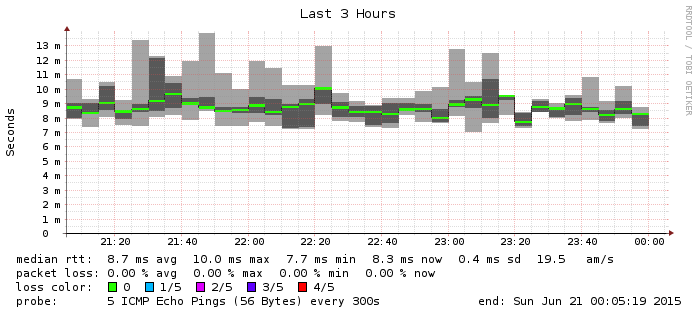 Last 3 Hours
RRDTOOL / TOBI OETIKER
Seconds
13 m
12 m
11 m
10 m
9 m
8 m
7 m
6 m
5 m
4 m
3 m
2 m
1 m
0
21:20 21:40 22:00 22:20 22:40 23:00 23:20 23:40 00:00
median rtt: 8.7 ms avg 10.0 ms max 7.7 ms min 8.3 ms now 0.4 ms sd 19.5 am/s
packet loss: 0.00 % avg 0.00 % max 0.00 % min 0.00 % now
loss color: 0 1/5 2/5 3/5 4/5
probe: 5 ICMP Echo Pings (56 Bytes) every 300s end: Sun Jun 21 00:05:19 2015